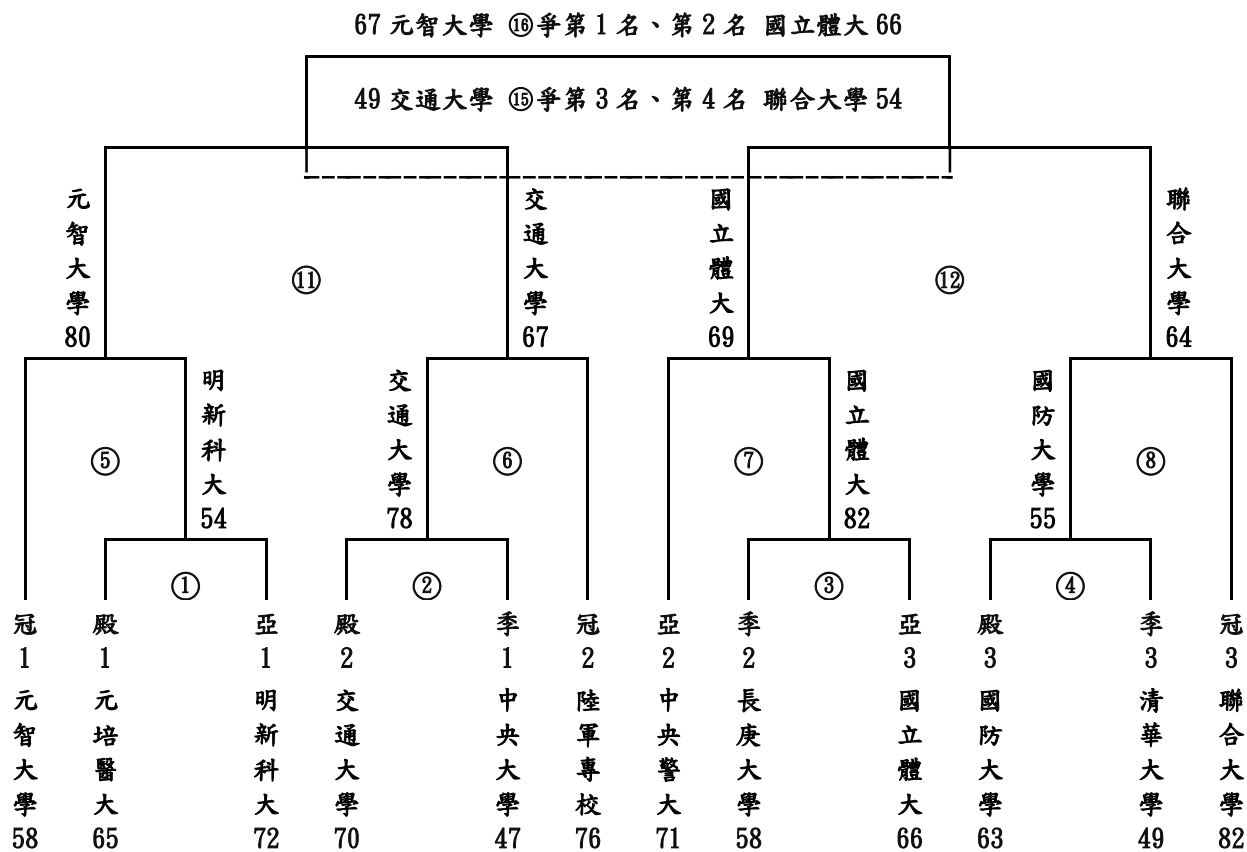 67 元智大學 ⑯爭第 1 名、第 2 名 國立體大 66
49 交通大學 ⑮爭第 3 名、第 4 名 聯合大學 54
元智大學
80
⑪
交通大學
67
國立體大
69
⑫
聯合大學
64
⑤
明新科大
54
交通大學
78
⑥
⑦
國立體大
82
國防大學
55
⑧
①
②
③
④
冠1
元智大學
58
殿1
元培醫大
65
亞1
明新科大
72
殿2
交通大學
70
季1
中央大學
47
冠2
陸軍專校
76
亞2
中央警大
71
季2
長庚大學
58
亞3
國立體大
66
殿3
國防大學
63
季3
清華大學
49
冠3
聯合大學
82